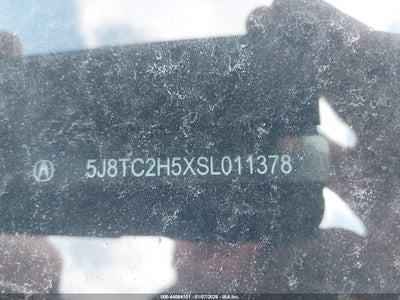 5J8TC2H5XSL011378
000-44084101 - 01/07/2026 - IAA Inc.